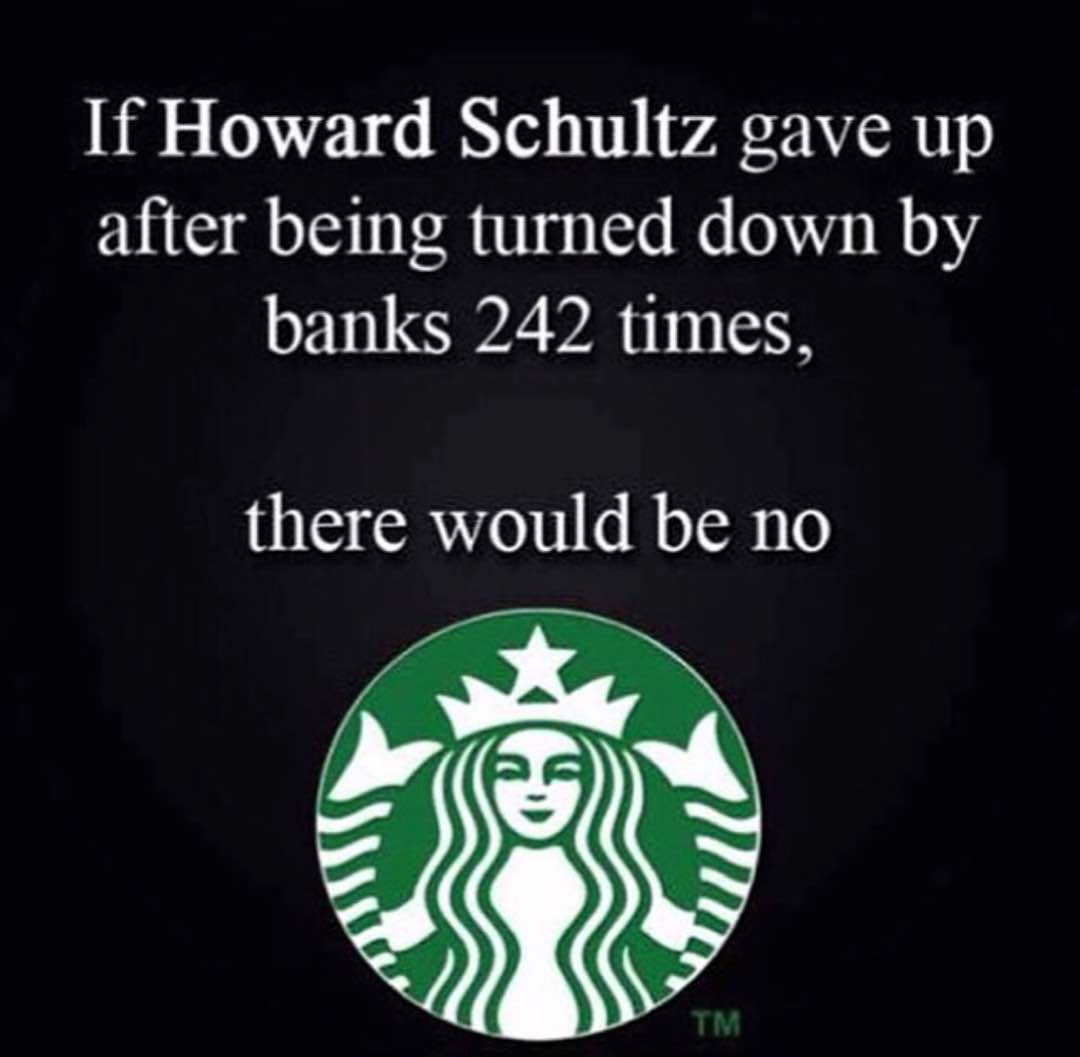 If Howard Schultz gave up
after being turned down by
banks 242 times,
there would be no
TM